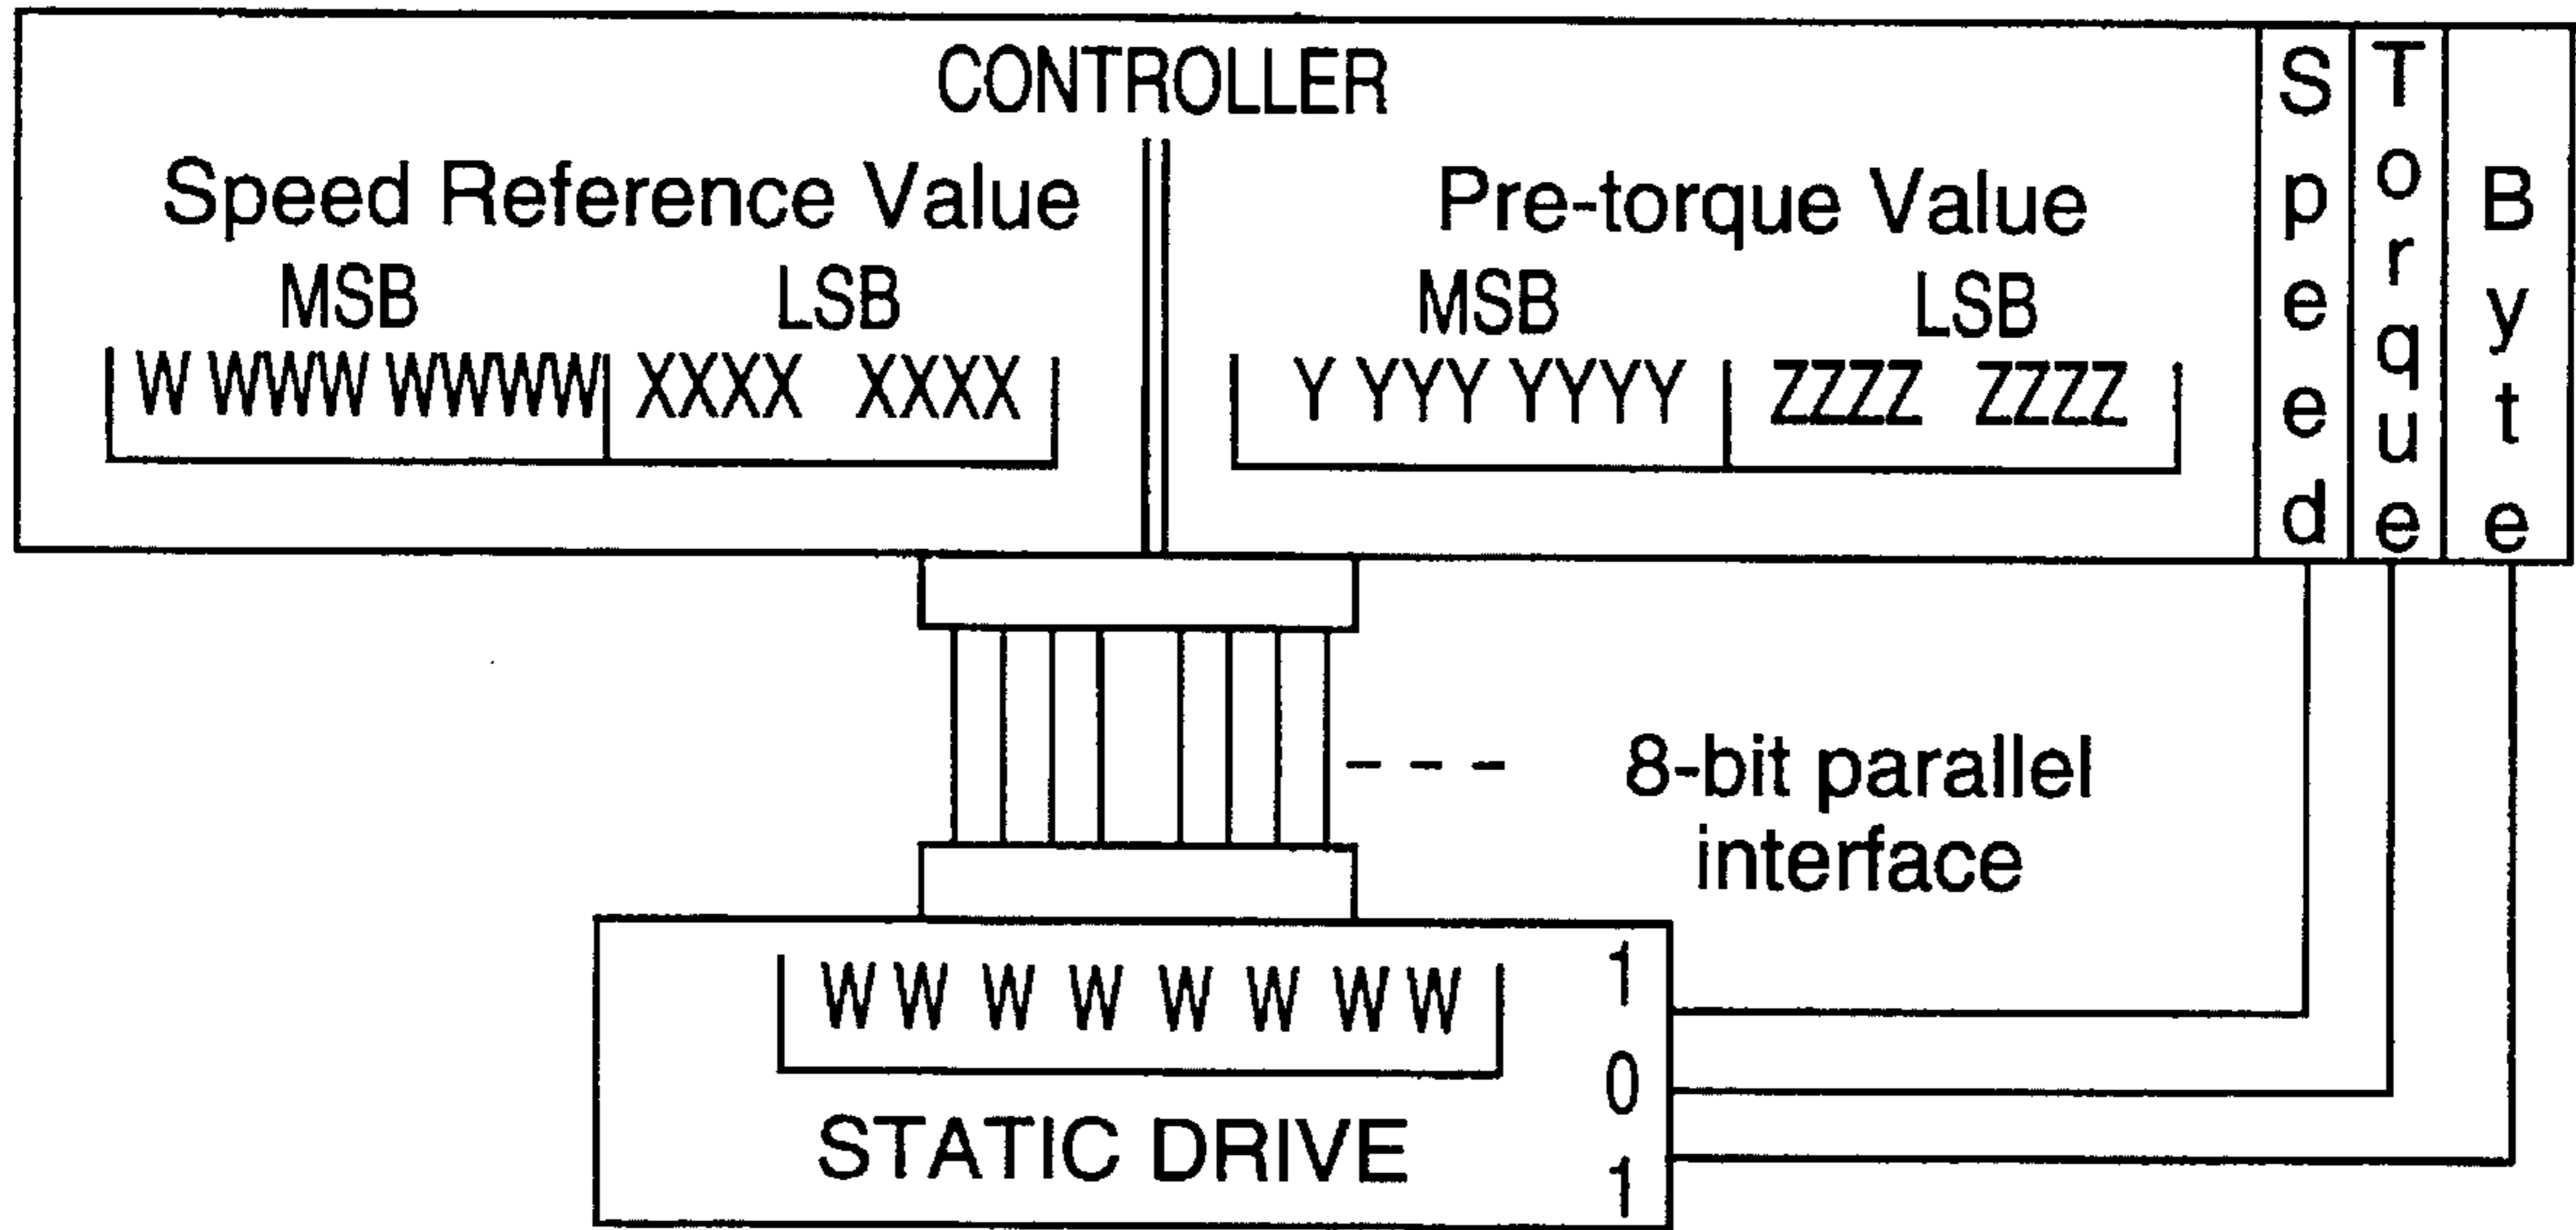 CONTROLLER
Speed Reference Value
MSB LSB
W WWW WWWW XXXX XXXX
Pre-torque Value
MSB LSB
Y YYY YYYY ZZZZ ZZZZ
Speed
Torque
Byte
8-bit parallel
interface
W W W W W W W W
STATIC DRIVE
1
0
1